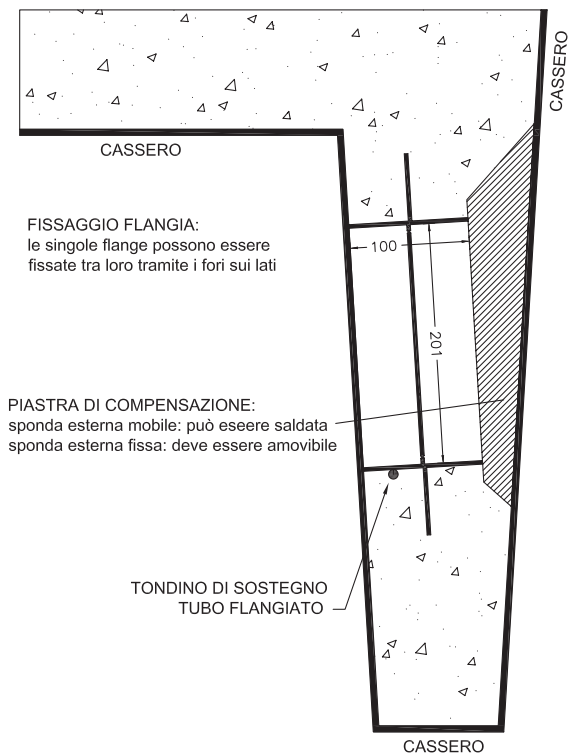 CASSERO
CASSERO
FISSAGGIO FLANGIA:
le singole flange possono essere
fissate tra loro tramite i fori sui lati
100
201
PIASTRA DI COMPENSAZIONE:
sponda esterna mobile: può eseere saldata
sponda esterna fissa: deve essere amovibile
TONDINO DI SOSTEGNO
TUBO FLANGIATO
CASSERO